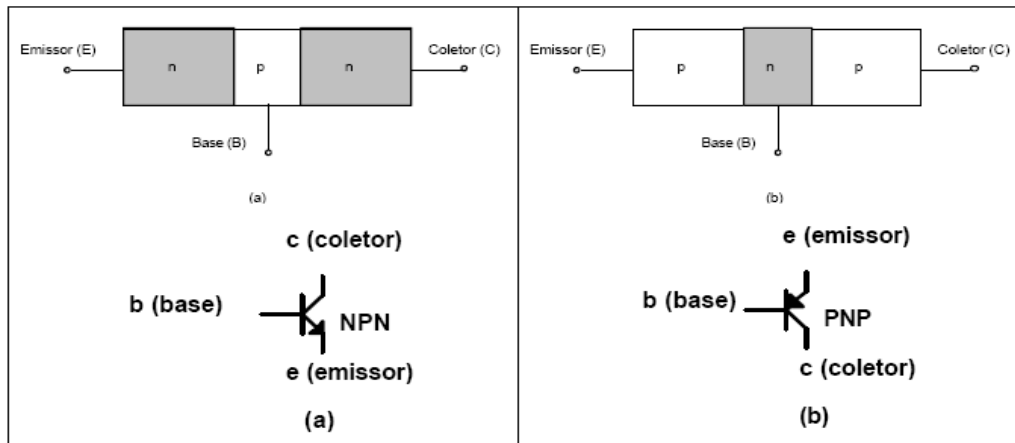 Emissor (E)
Coletor (C)
n
p
n
Base (B)
(a)
c (coletor)
b (base)
NPN
e (emissor)
(a)
Emissor (E)
Coletor (C)
p
n
p
Base (B)
(b)
e (emissor)
b (base)
PNP
c (coletor)
(b)